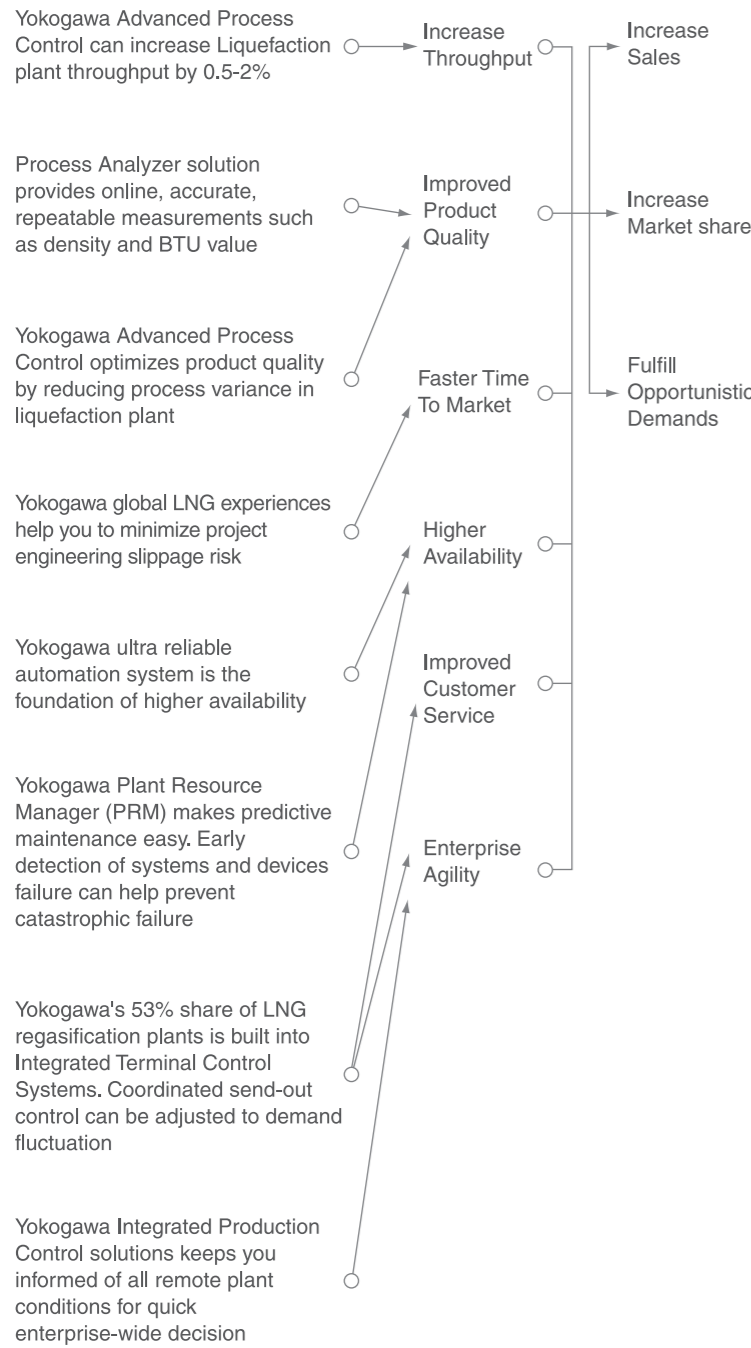 Yokogawa Advanced Process
Control can increase Liquefaction
plant throughput by 0.5-2%
Process Analyzer solution
provides online, accurate,
repeatable measurements such
as density and BTU value
Yokogawa Advanced Process
Control optimizes product quality
by reducing process variance in
liquefaction plant
Yokogawa global LNG experiences
help you to minimize project
engineering slippage risk
Yokogawa ultra reliable
automation system is the
foundation of higher availability
Yokogawa Plant Resource
Manager (PRM) makes predictive
maintenance easy. Early
detection of systems and devices
failure can help prevent
catastrophic failure
Yokogawa's 53% share of LNG
regasification plants is built into
Integrated Terminal Control
Systems. Coordinated send-out
control can be adjusted to demand
fluctuation
Yokogawa Integrated Production
Control solutions keeps you
informed of all remote plant
conditions for quick
enterprise-wide decision
Increase
Throughput
Improved
Product
Quality
Faster Time
To Market
Higher
Availability
Improved
Customer
Service
Enterprise
Agility
Increase
Sales
Increase
Market share
Fulfill
Opportunistic
Demands